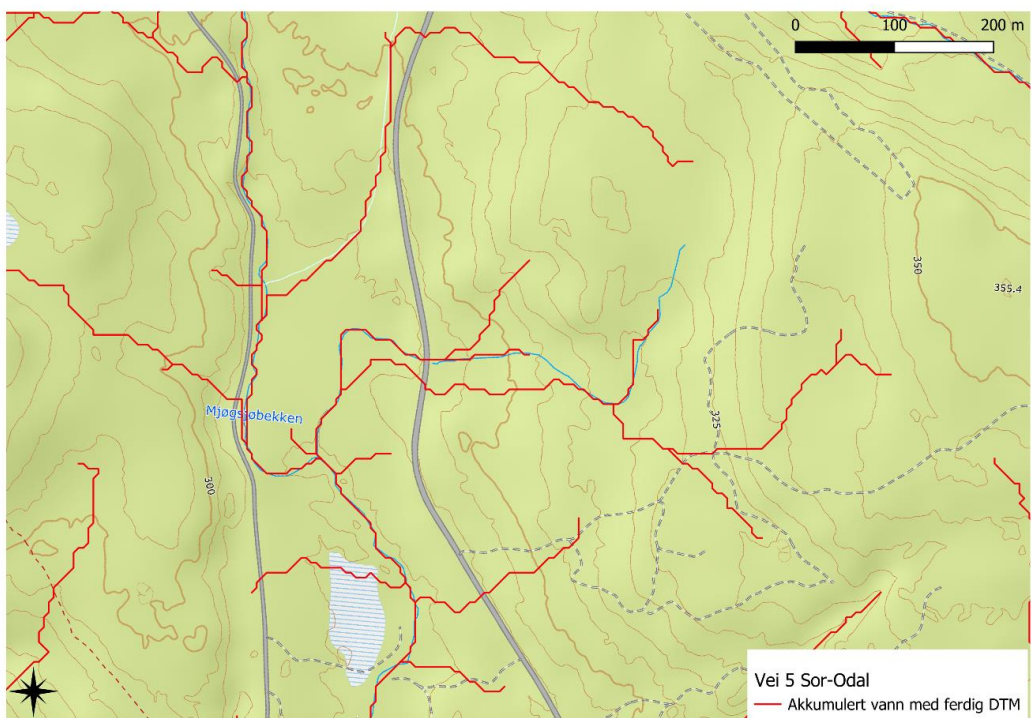 0 100 200 m
350
355.4
325
Mjøgsjøbekken
300
Vei 5 Sor-Odal
Akkumulert vann med ferdig DTM